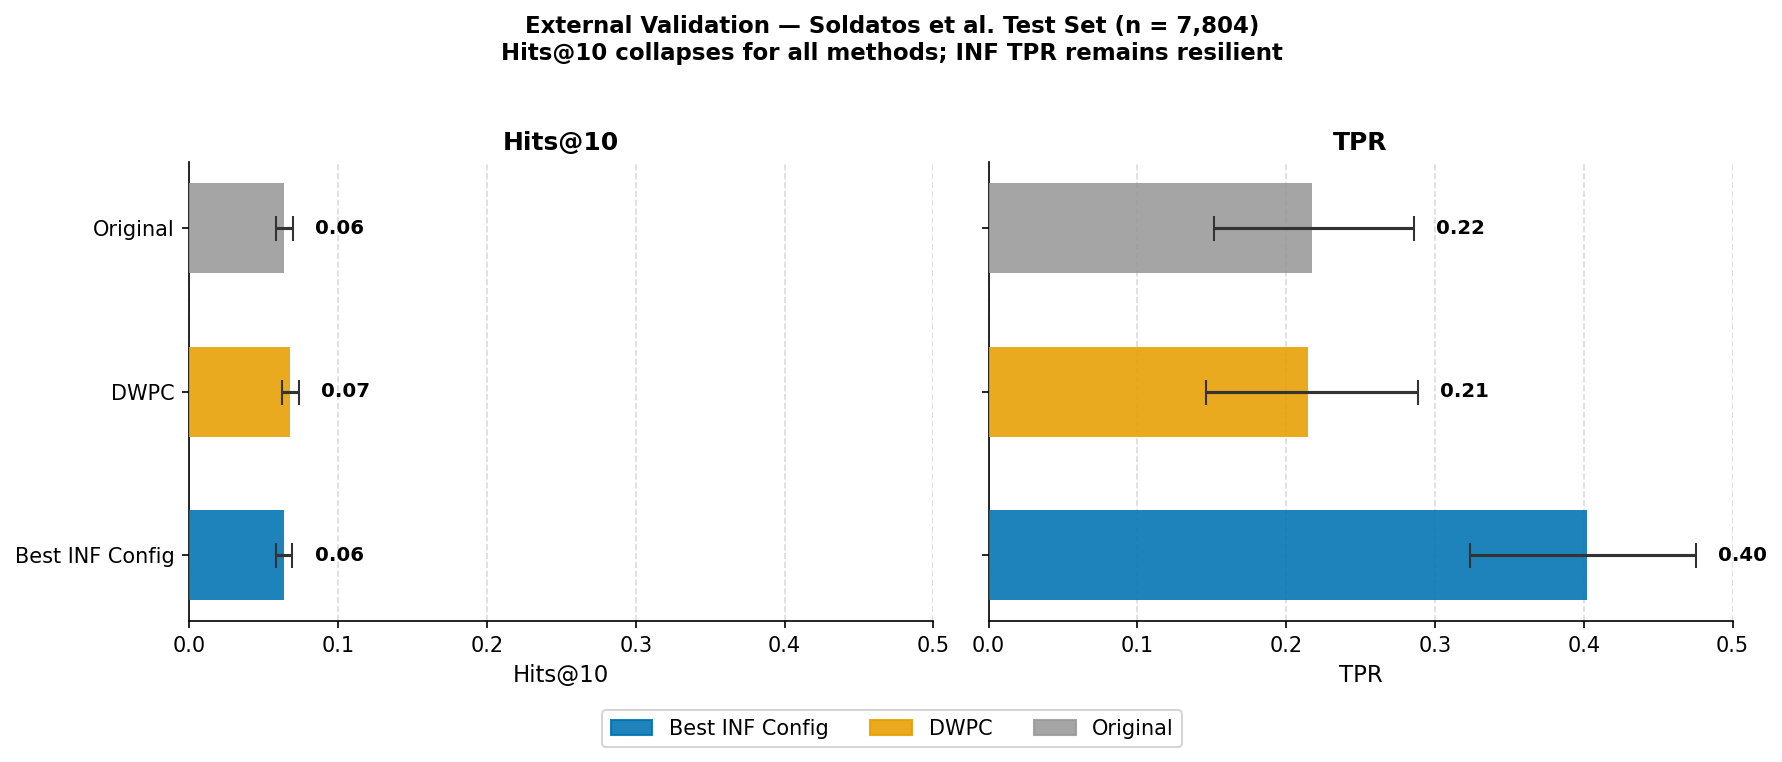 External Validation — Soldatos et al. Test Set (n = 7,804)
Hits@10 collapses for all methods; INF TPR remains resilient
Hits@10
Original
0.06
DWPC
0.07
Best INF Config
0.06
0.0 0.1 0.2 0.3 0.4 0.5
Hits@10
TPR
0.22
0.21
0.40
0.0 0.1 0.2 0.3 0.4 0.5
TPR
Best INF Config DWPC Original